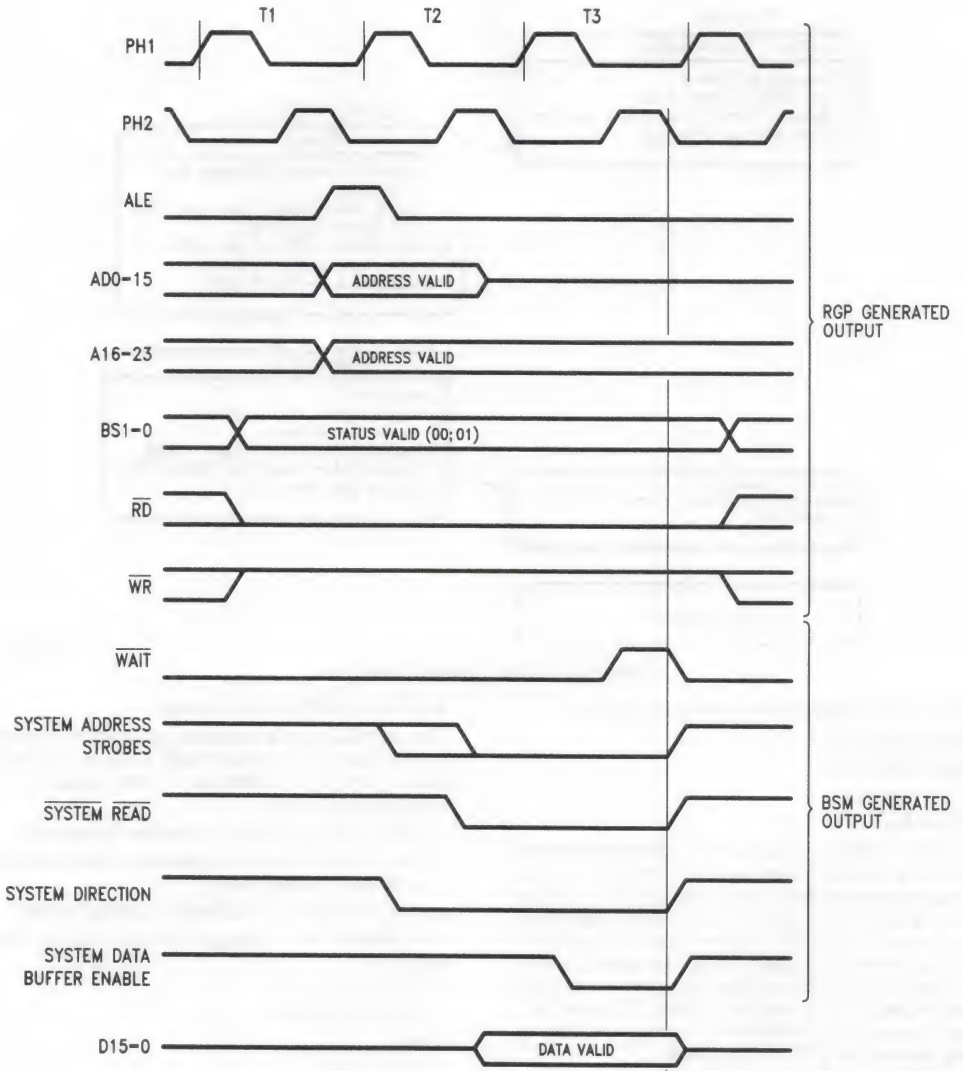 T1 T2 T3
PH1
PH2
ALE
AD0-15 ADDRESS VALID
A16-23 ADDRESS VALID
RGP GENERATED
OUTPUT
BS1-0 STATUS VALID (00; 01)
RD
WR
WAIT
SYSTEM ADDRESS
STROBES
SYSTEM READ
BSM GENERATED
OUTPUT
SYSTEM DIRECTION
SYSTEM DATA
BUFFER ENABLE
D15-0 DATA VALID